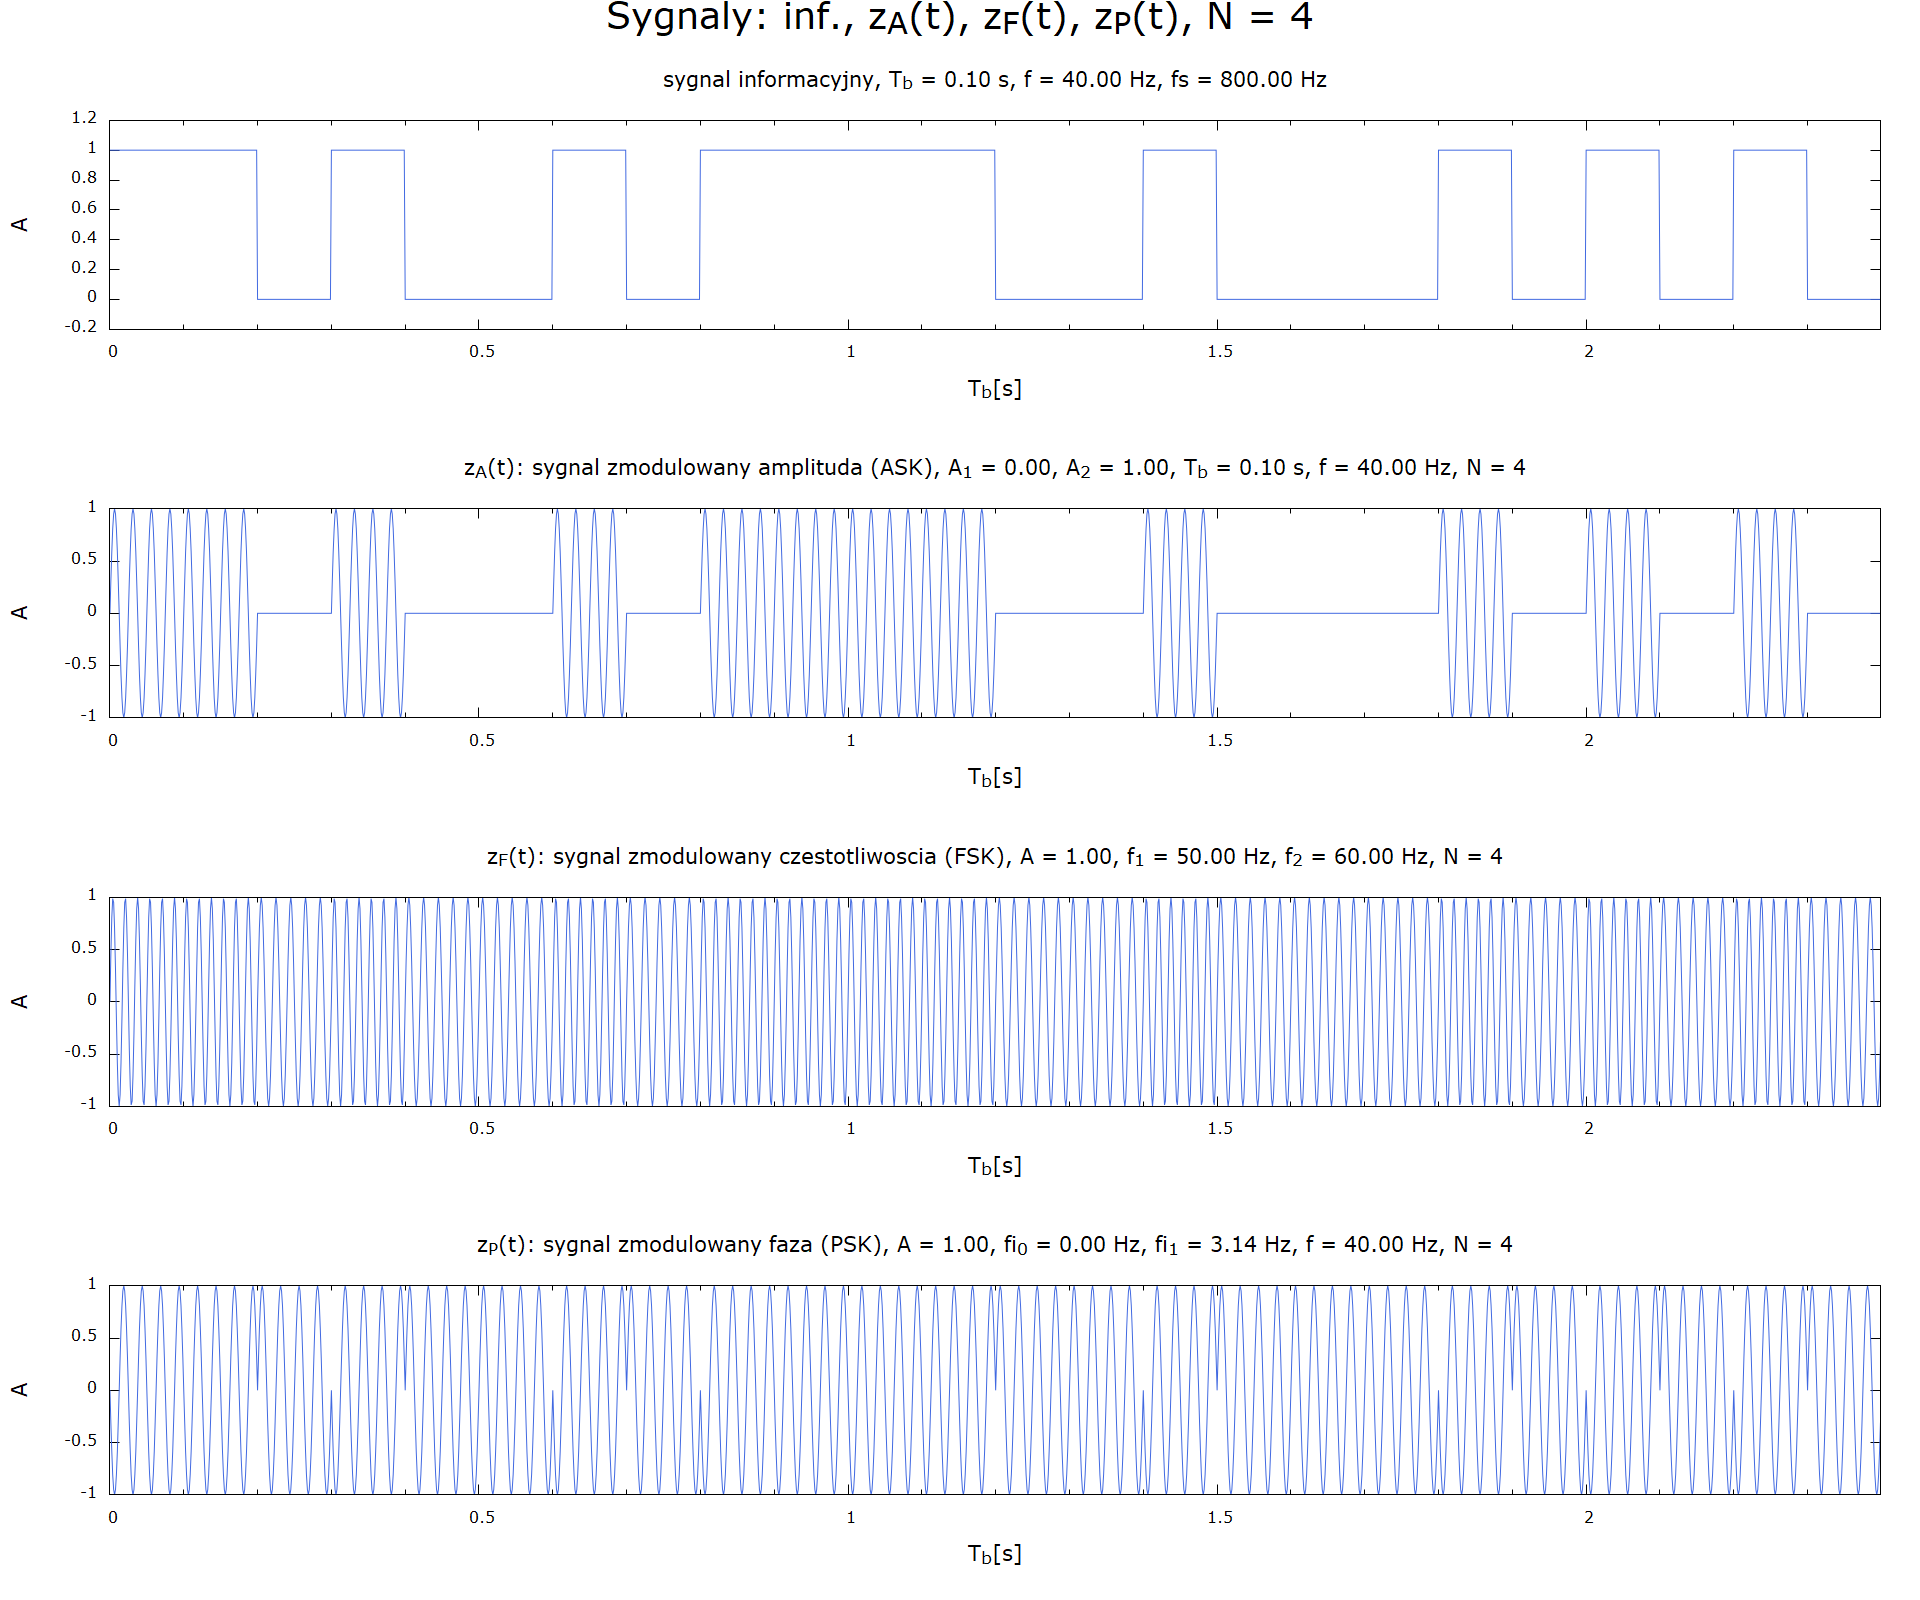 Sygnaly: inf., zA(t), zF(t), zP(t), N = 4
sygnal informacyjny, Tb = 0.10 s, f = 40.00 Hz, fs = 800.00 Hz
1.2
1
0.8
0.6
0.4
0.2
0
-0.2
A
0 0.5 1 1.5 2
Tb[s]
zA(t): sygnal zmodulowany amplituda (ASK), A1 = 0.00, A2 = 1.00, Tb = 0.10 s, f = 40.00 Hz, N = 4
1
0.5
0
-0.5
-1
A
0 0.5 1 1.5 2
Tb[s]
zF(t): sygnal zmodulowany czestotliwoscia (FSK), A = 1.00, f1 = 50.00 Hz, f2 = 60.00 Hz, N = 4
1
0.5
0
-0.5
-1
A
0 0.5 1 1.5 2
Tb[s]
zP(t): sygnal zmodulowany faza (PSK), A = 1.00, fi0 = 0.00 Hz, fi1 = 3.14 Hz, f = 40.00 Hz, N = 4
1
0.5
0
-0.5
-1
A
0 0.5 1 1.5 2
Tb[s]